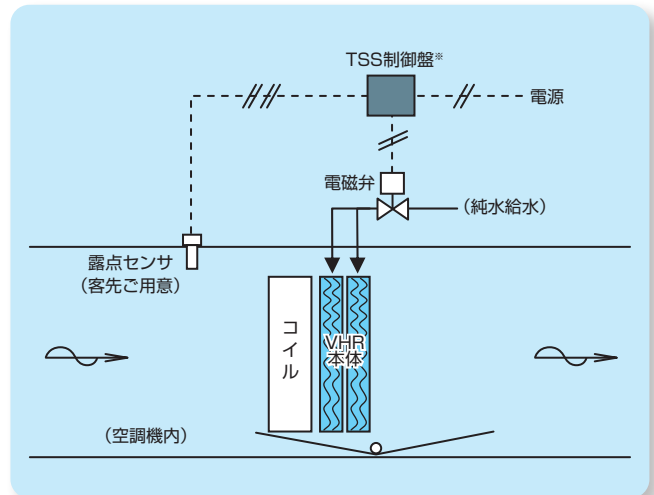 TSS制御盤※
電源
電磁弁
（純水給水）
露点センサ
（客先ご用意）
コイル
VHR
本体
（空調機内）